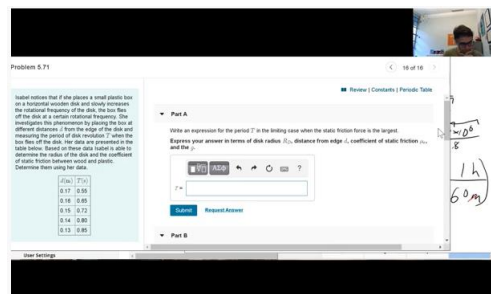 Problem 5.71
16 of 16
Review | Constants | Periodic Table
Isabel notices that if she places a small plastic box
on a horizontal wooden disk and slowly increases
the rotational frequency of the disk, the box flies
off the disk at a certain rotational frequency. She
investigates this phenomenon by placing the box at
different distances d from the edge of the disk and
measuring the period of disk revolution T when the
box flies off the disk. Her data are presented in the
table below. Based on these data Isabel is able to
determine the radius of the disk and the coefficient
of static friction between wood and plastic.
Determine them using her data.
d(m) T(s)
0.17 0.55
0.16 0.65
0.15 0.72
0.14 0.80
0.13 0.85
Part A
Write an expression for the period T in the limiting case when the static friction force is the largest.
Express your answer in terms of disk radius R, distance from edge d, coefficient of static friction μ
and the g.
ΑΣΦ
?
T =
Submit
Request Answer
Part B
1 h
60 m
User Settings